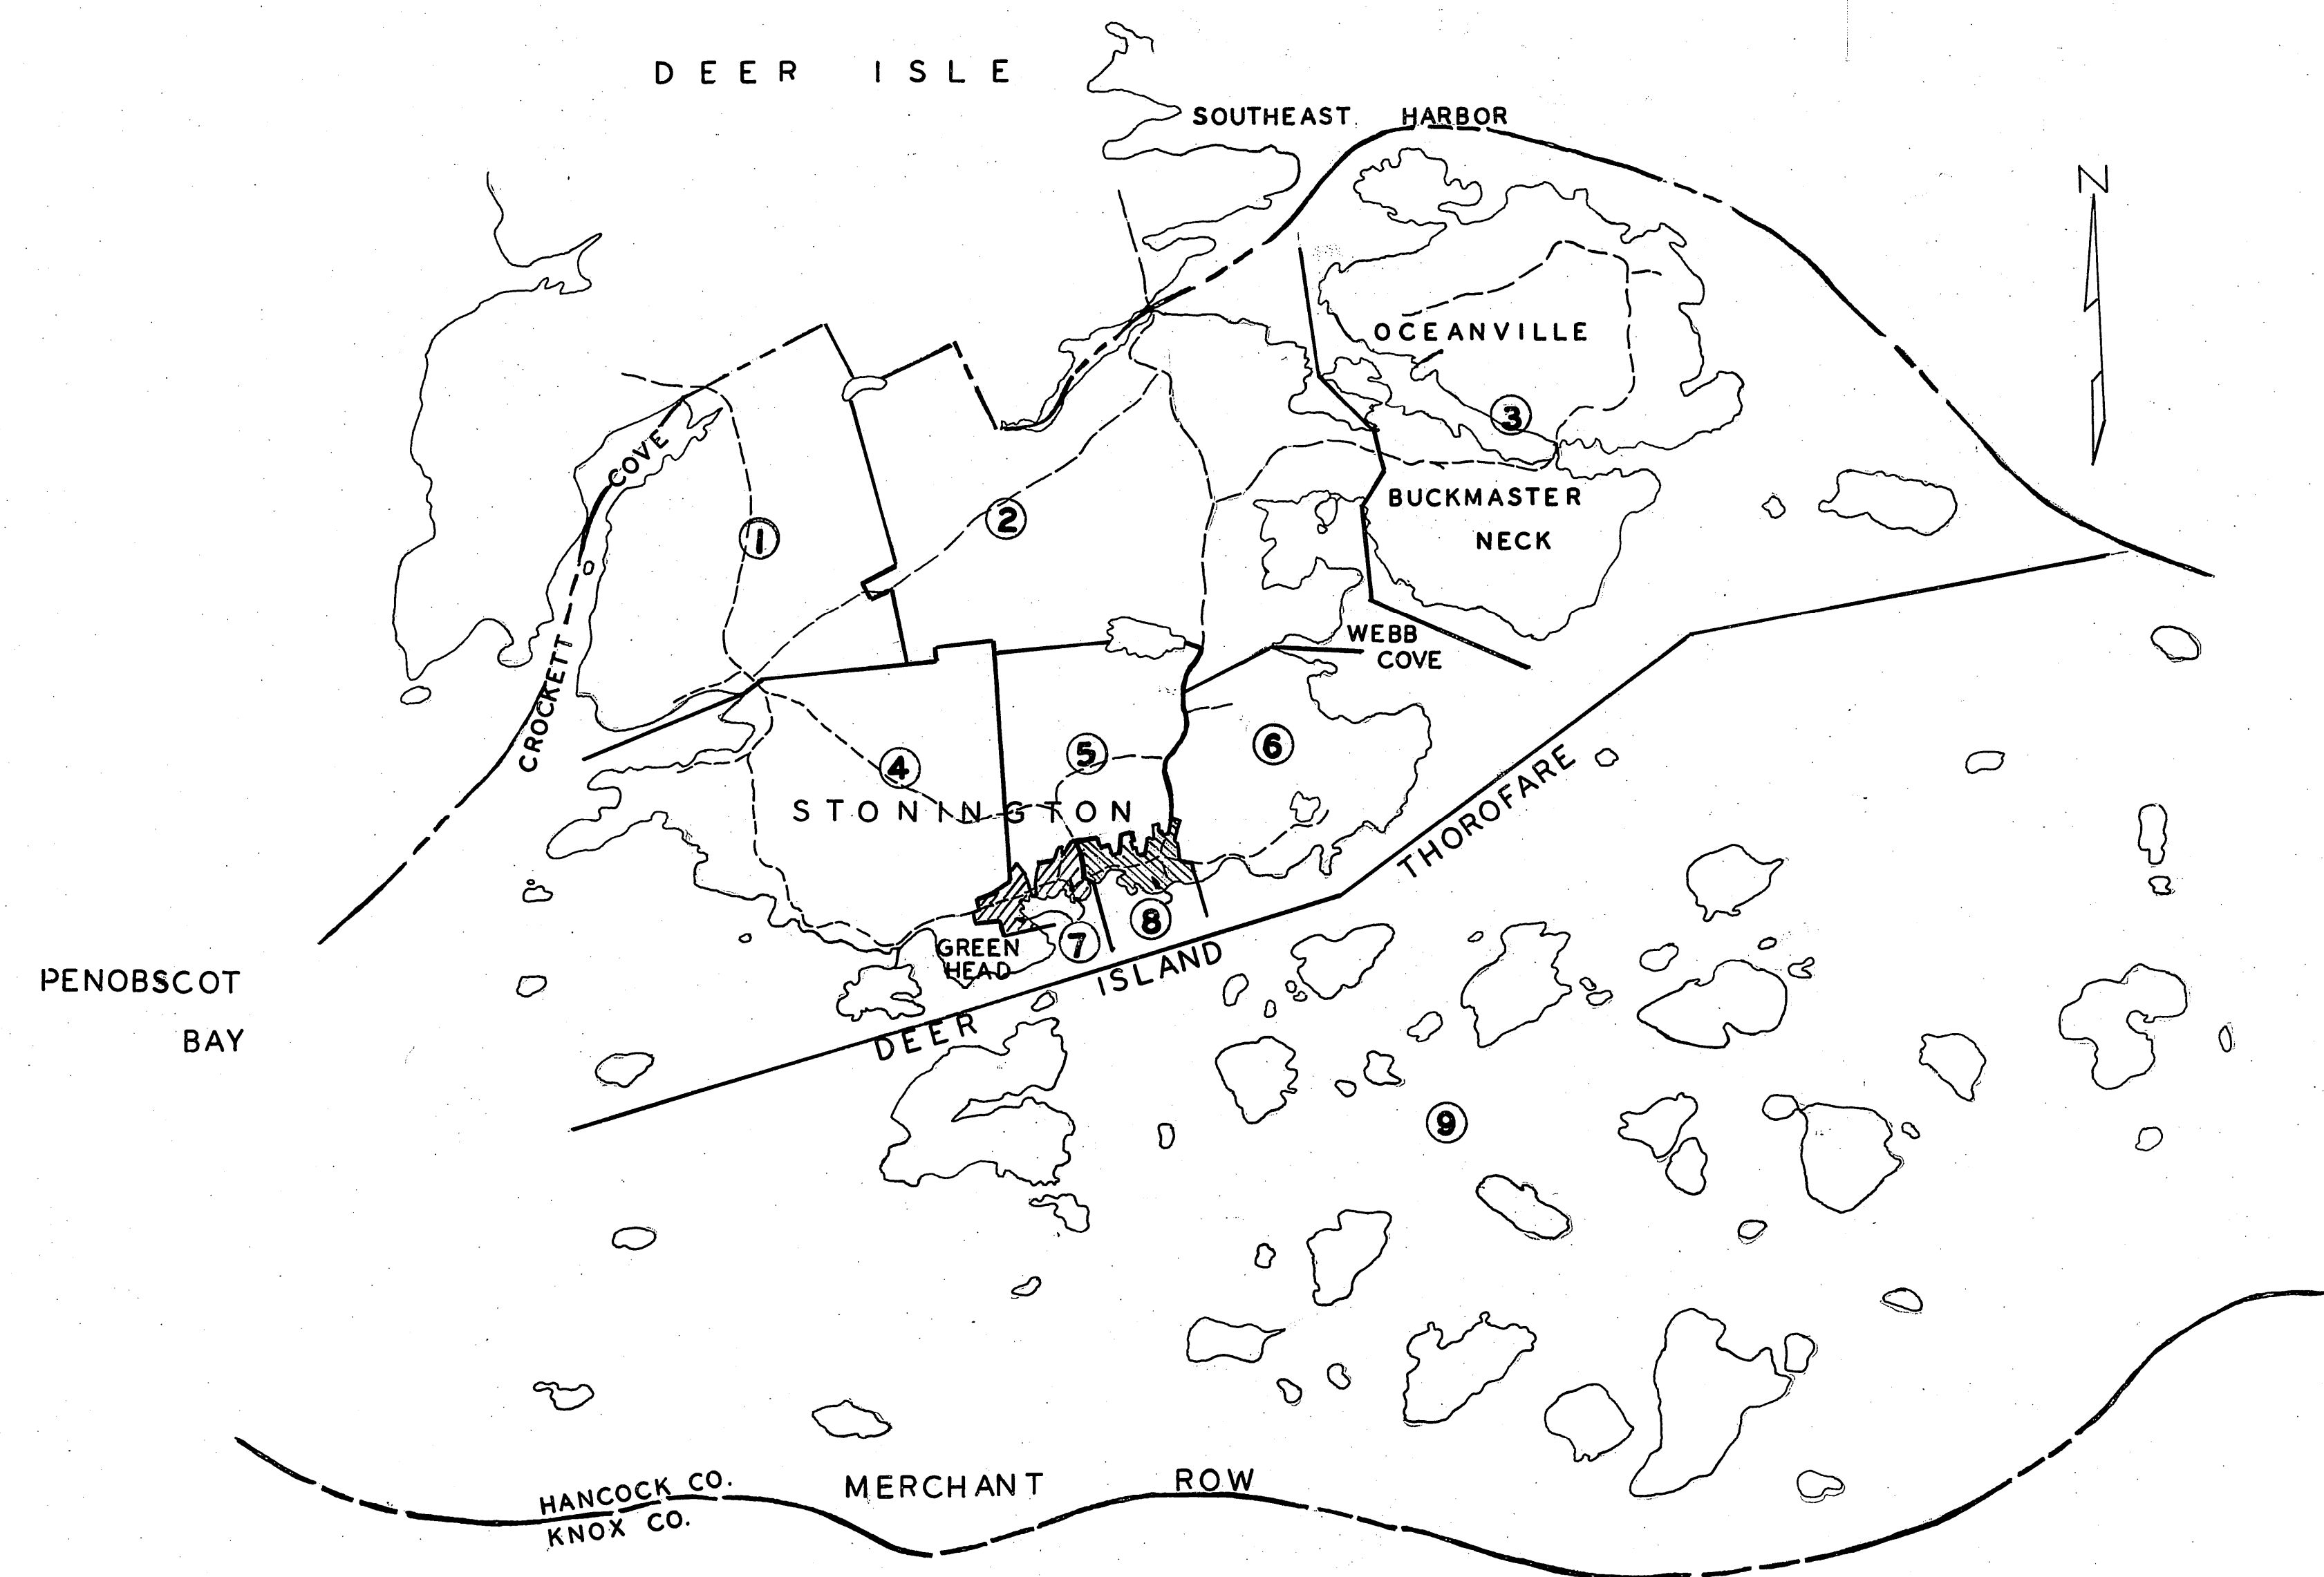 DEER ISLE
SOUTHEAST HARBOR
N
OCEANVILLE
3
COVE
1
2
BUCKMASTER
NECK
WEBB
COVE
CROCKETT
4
5
6
STONINGTON
THOROFARE
GREEN
HEAD
7
8
ISLAND
DEER
PENOBSCOT
BAY
9
HANCOCK CO.
KNOX CO.
MERCHANT ROW